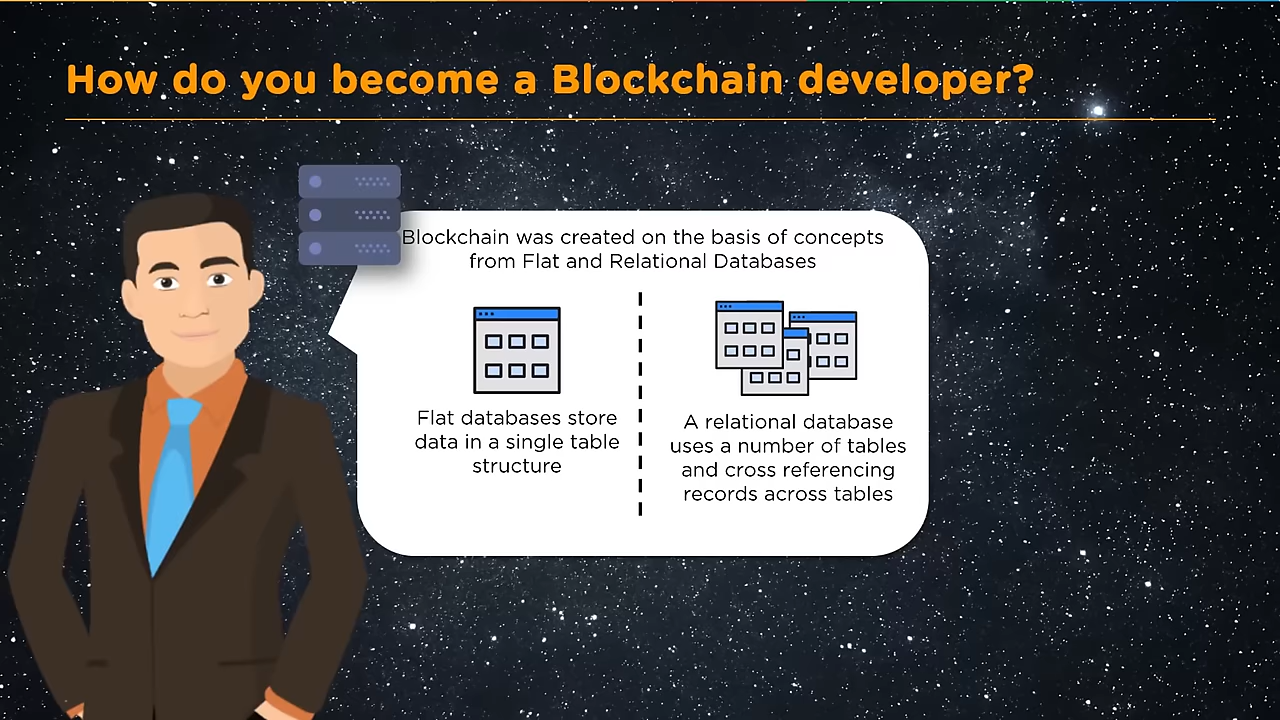 How do you become a Blockchain developer?
Blockchain was created on the basis of concepts
from Flat and Relational Databases
Flat databases store
data in a single table
structure
A relational database
uses a number of tables
and cross referencing
records across tables